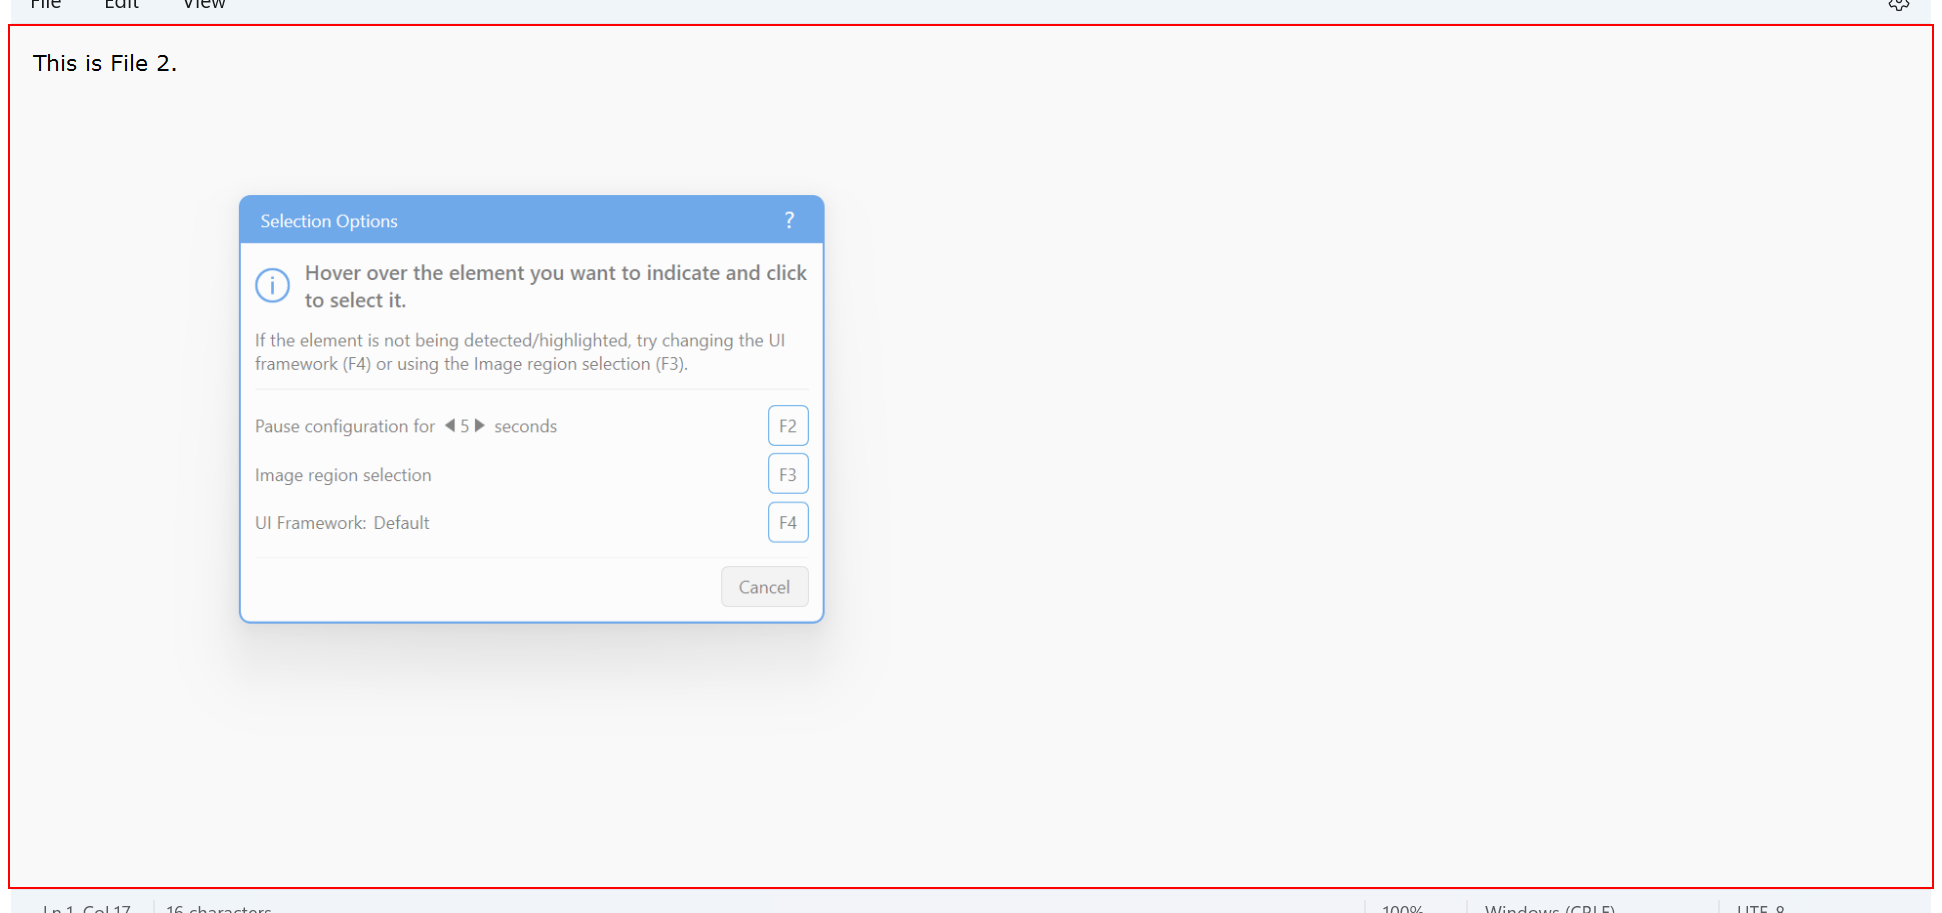 File Edit View
This is File 2.
Selection Options ?
Hover over the element you want to indicate and click
to select it.
If the element is not being detected/highlighted, try changing the UI
framework (F4) or using the Image region selection (F3).
Pause configuration for 5 seconds F2
Image region selection F3
UI Framework: Default F4
Cancel
Ln 1, Col 17 16 characters 100% Windows (CRLF) UTF-8